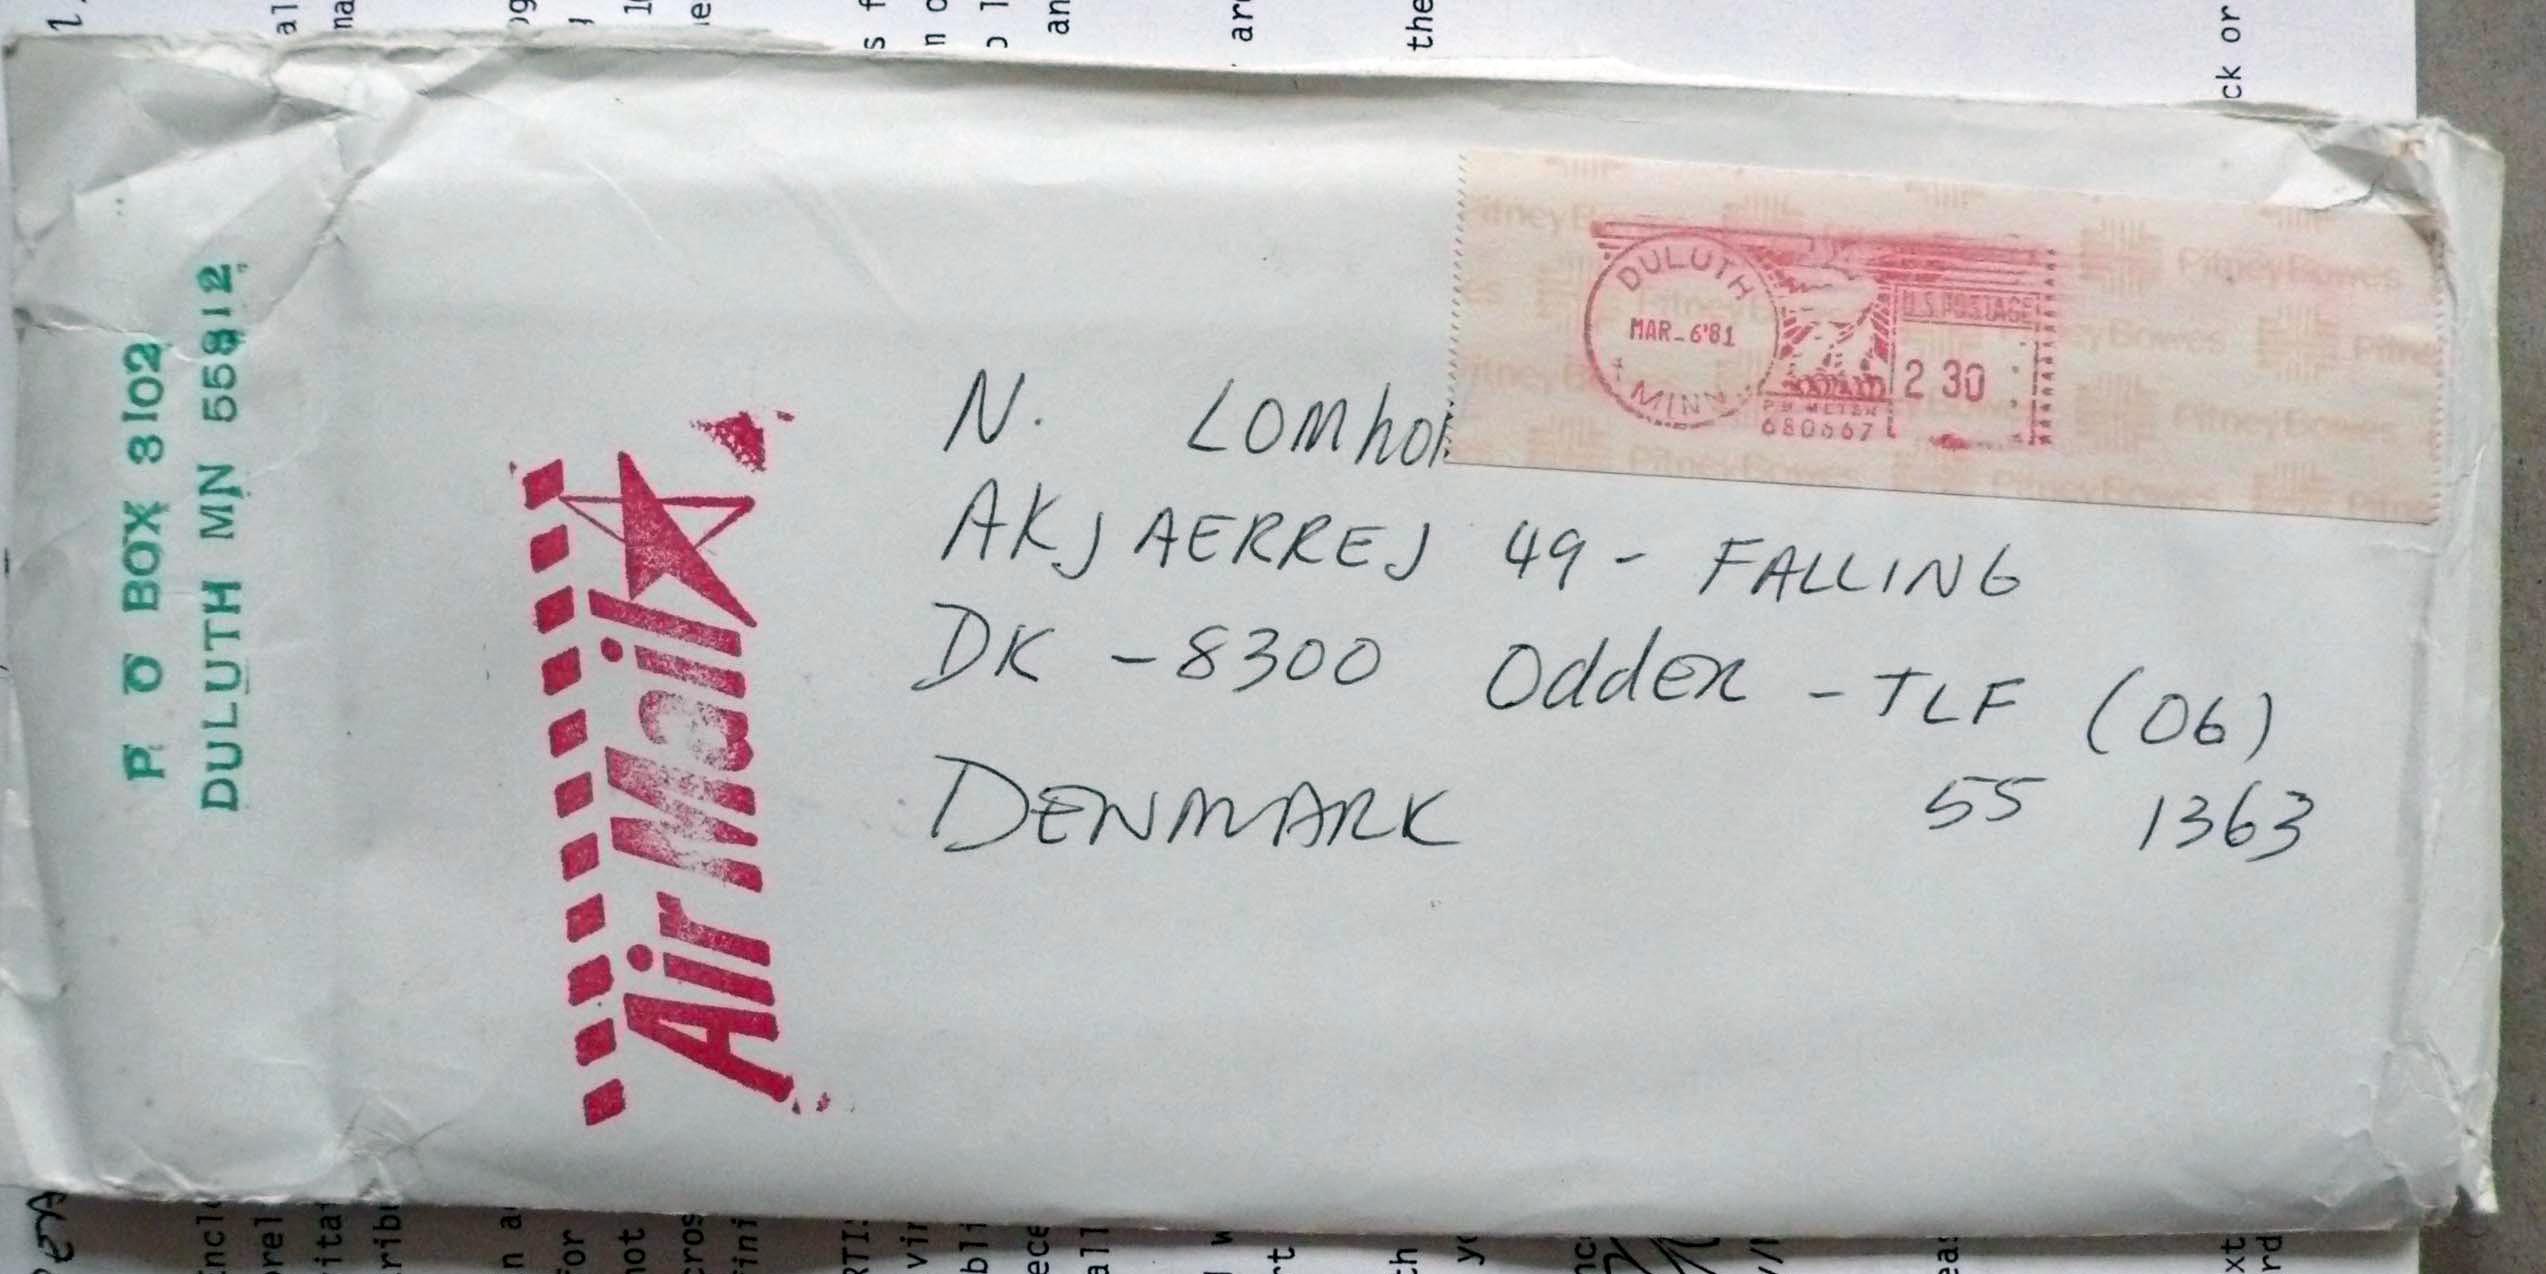 P O BOX 3102
DULUTH MN 55812
Air Mail
DULUTH
MAR-6'81
MINN
U.S. POSTAGE
2 30
PB METER
Pitney Bowes
N. LOMhol
AKJAERREJ 49 - FALLING
DK - 8300 Odder - TLF (06)
55 1363
DENMARK